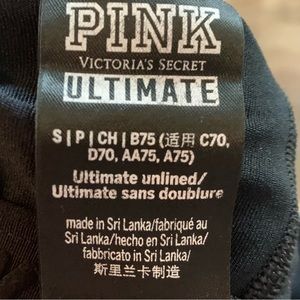 PINK
VICTORIA'S SECRET
ULTIMATE
S | P | CH | B75 (适用 C70,
D70, AA75, A75)
Ultimate unlined/
Ultimate sans doublure
made in Sri Lanka/fabriqué au
Sri Lanka/hecho en Sri Lanka/
fabbricato in Sri Lanka/
斯里兰卡制造